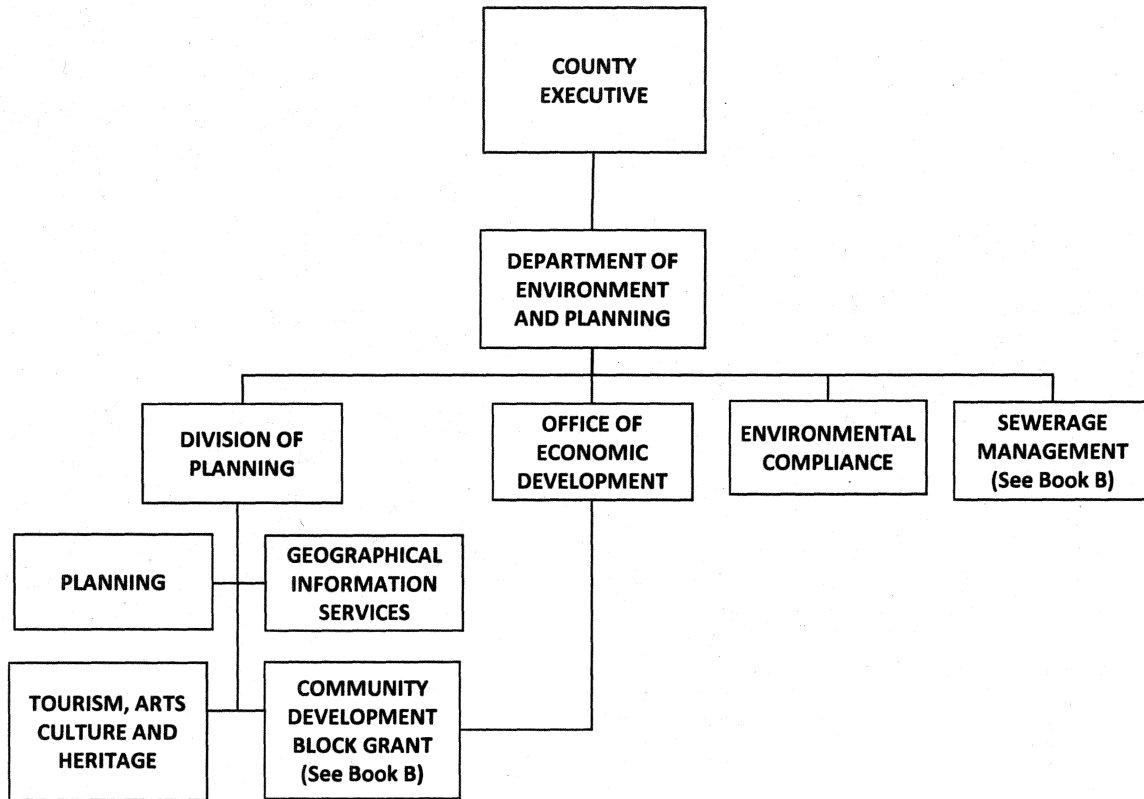 COUNTY
EXECUTIVE
DEPARTMENT OF
ENVIRONMENT
AND PLANNING
DIVISION OF
PLANNING
OFFICE OF
ECONOMIC
DEVELOPMENT
ENVIRONMENTAL
COMPLIANCE
SEWERAGE
MANAGEMENT
(See Book B)
PLANNING
GEOGRAPHICAL
INFORMATION
SERVICES
TOURISM, ARTS
CULTURE AND
HERITAGE
COMMUNITY
DEVELOPMENT
BLOCK GRANT
(See Book B)